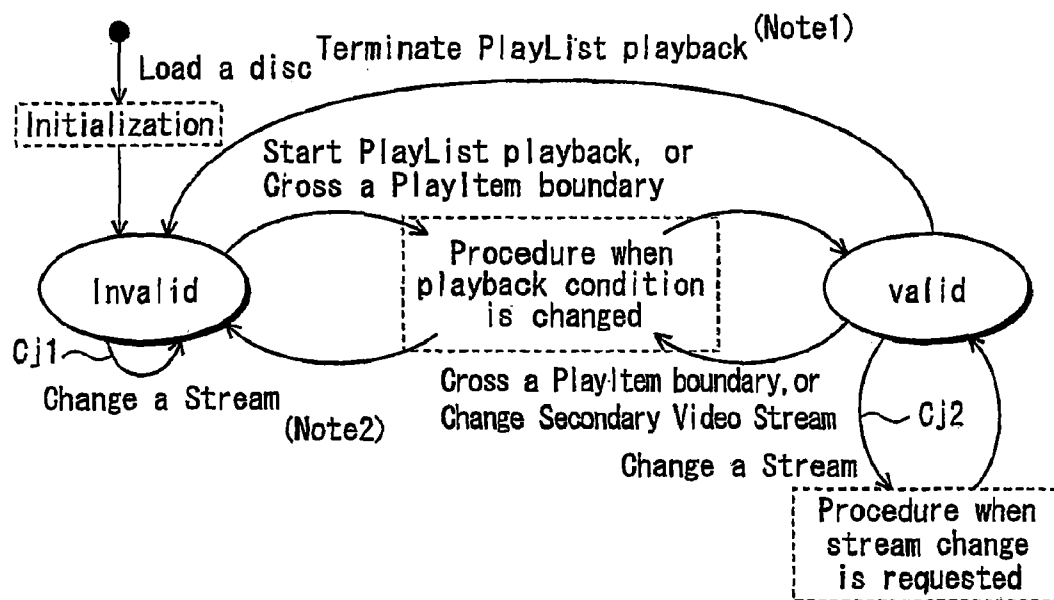 Load a disc
Terminate PlayList playback (Note1)
Initialization
Start PlayList playback, or
Cross a PlayItem boundary
Procedure when
playback condition
is changed
Invalid
valid
Cj1
Change a Stream
(Note2)
Cross a PlayItem boundary, or
Change Secondary Video Stream
Cj2
Change a Stream
Procedure when
stream change
is requested